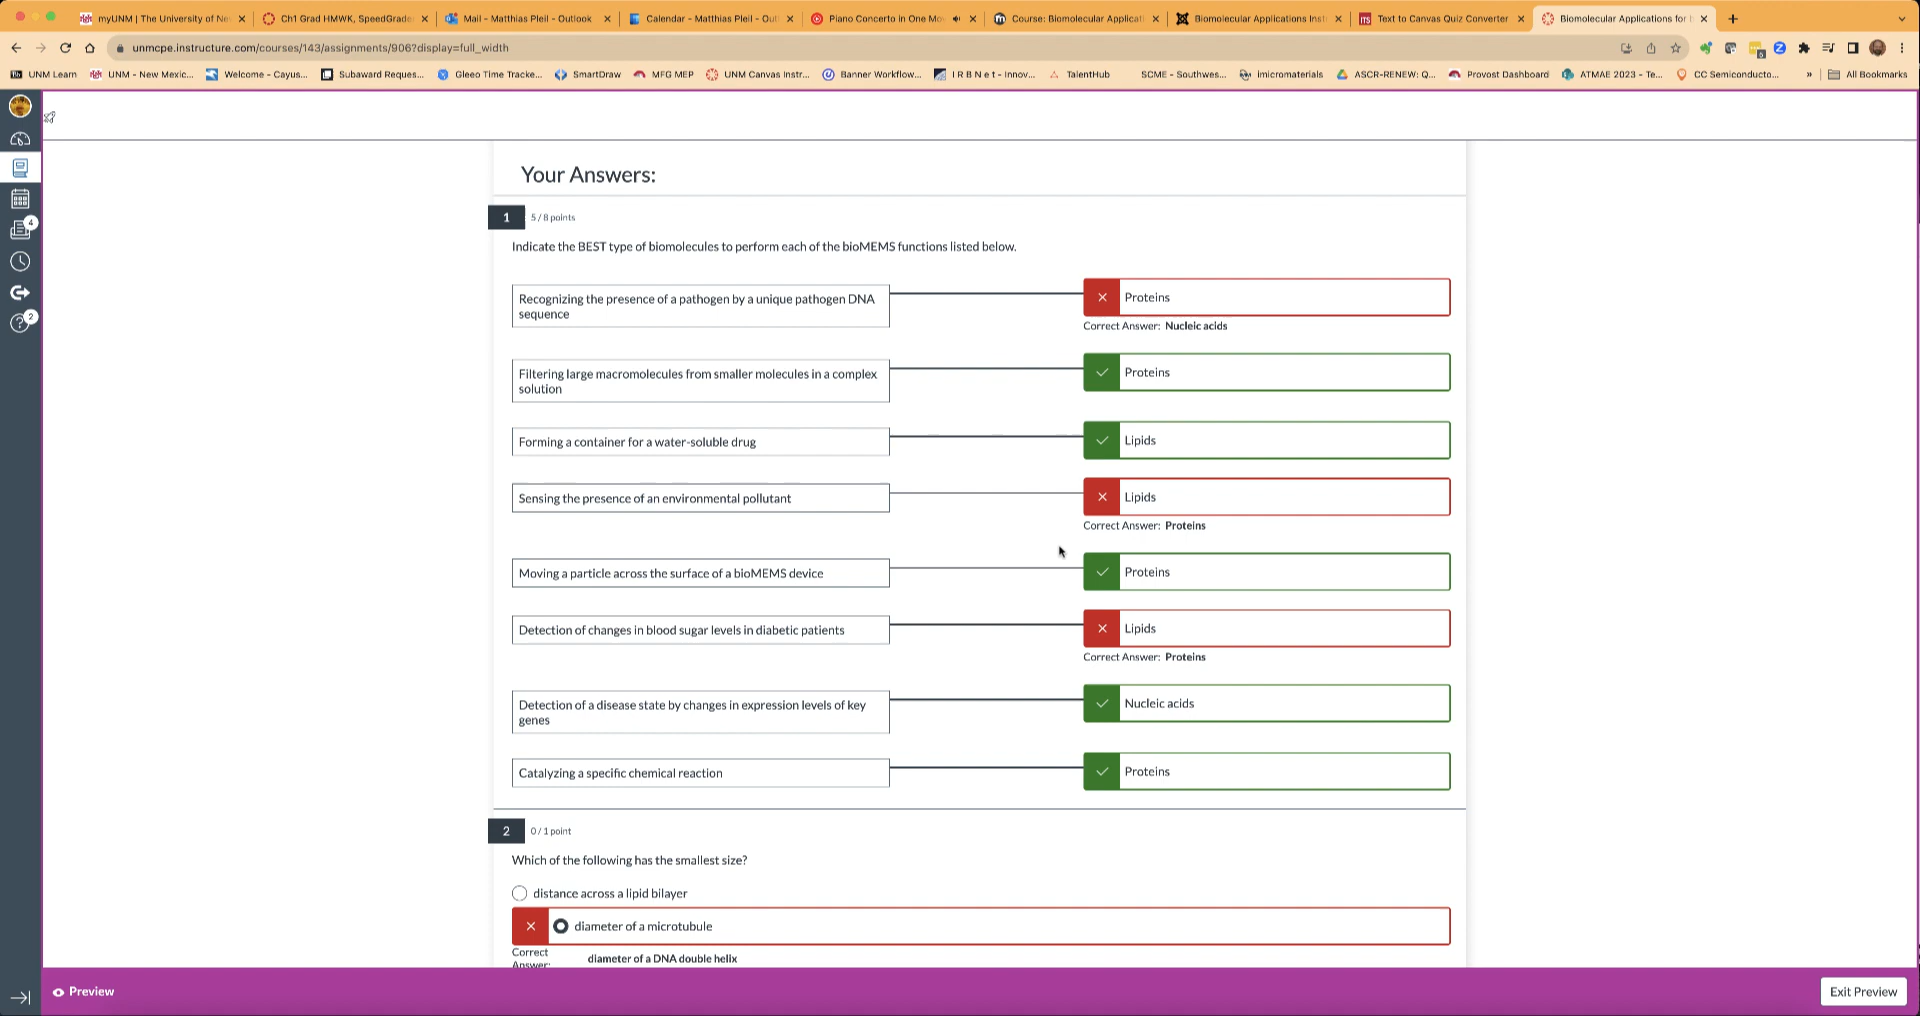 myUNM | The University of Ne
Ch1 Grad HMWK, SpeedGrade
Mail - Matthias Pleil - Outlook
Calendar - Matthias Pleil - Out
Piano Concerto in One Mo
Course: Biomolecular Applicat
Biomolecular Applications Inst
ITS Text to Canvas Quiz Converter
Biomolecular Applications for
unmcpe.instructure.com/courses/143/assignments/906?display=full_width
UNM Learn
UNM - New Mexic...
Welcome - Cayus...
Subaward Reques...
Gleeo Time Tracke...
SmartDraw
MFG MEP
UNM Canvas Instr...
Banner Workflow...
I R B N e t - Innov...
TalentHub
SCME - Southwes...
imicromaterials
ASCR-RENEW: Q...
Provost Dashboard
ATMAE 2023 - Te...
CC Semiconducto...
»
All Bookmarks
4
2
Your Answers:
1 5 / 8 points
Indicate the BEST type of biomolecules to perform each of the bioMEMS functions listed below.
Recognizing the presence of a pathogen by a unique pathogen DNA
sequence
Proteins
Correct Answer: Nucleic acids
Filtering large macromolecules from smaller molecules in a complex
solution
Proteins
Forming a container for a water-soluble drug
Lipids
Sensing the presence of an environmental pollutant
Lipids
Correct Answer: Proteins
Moving a particle across the surface of a bioMEMS device
Proteins
Detection of changes in blood sugar levels in diabetic patients
Lipids
Correct Answer: Proteins
Detection of a disease state by changes in expression levels of key
genes
Nucleic acids
Catalyzing a specific chemical reaction
Proteins
2 0 / 1 point
Which of the following has the smallest size?
distance across a lipid bilayer
diameter of a microtubule
Correct
Answer:
diameter of a DNA double helix
Preview
Exit Preview